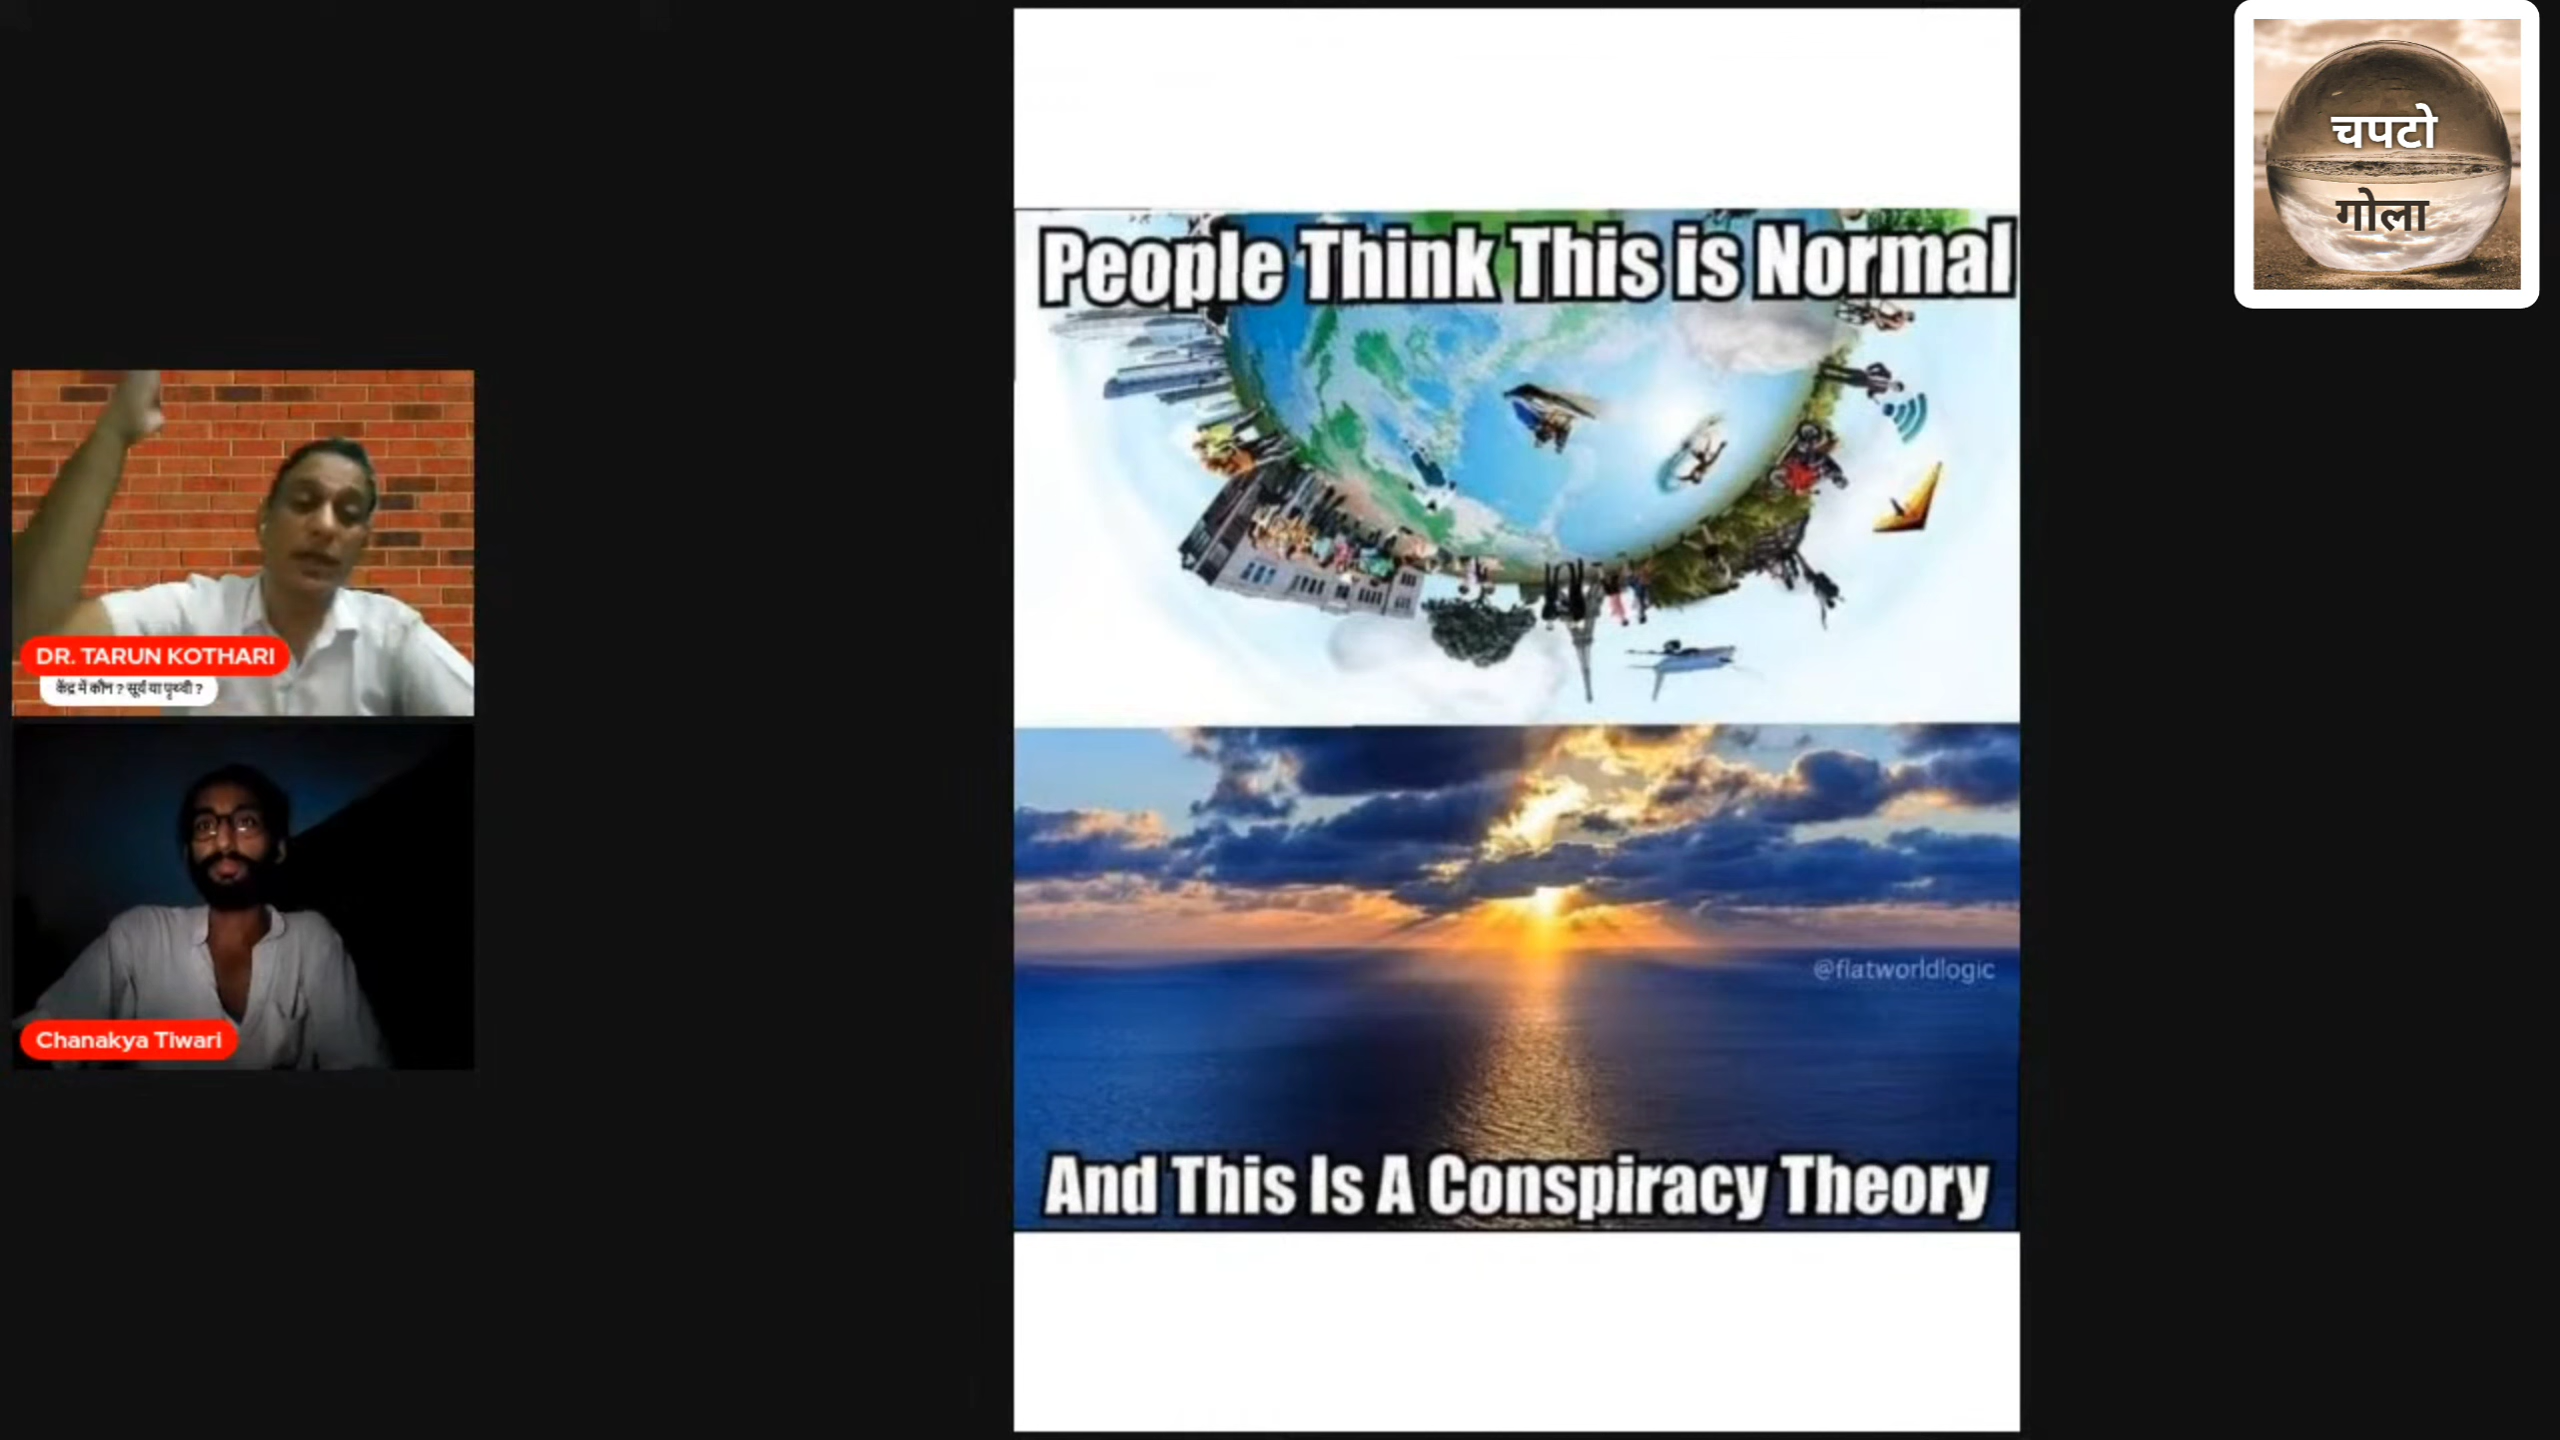 People Think This is Normal
चपटो
गोला
DR. TARUN KOTHARI
केंद्र में कौन ? सूर्य या पृथ्वी ?
@flatworldlogic
Chanakya Tiwari
And This Is A Conspiracy Theory